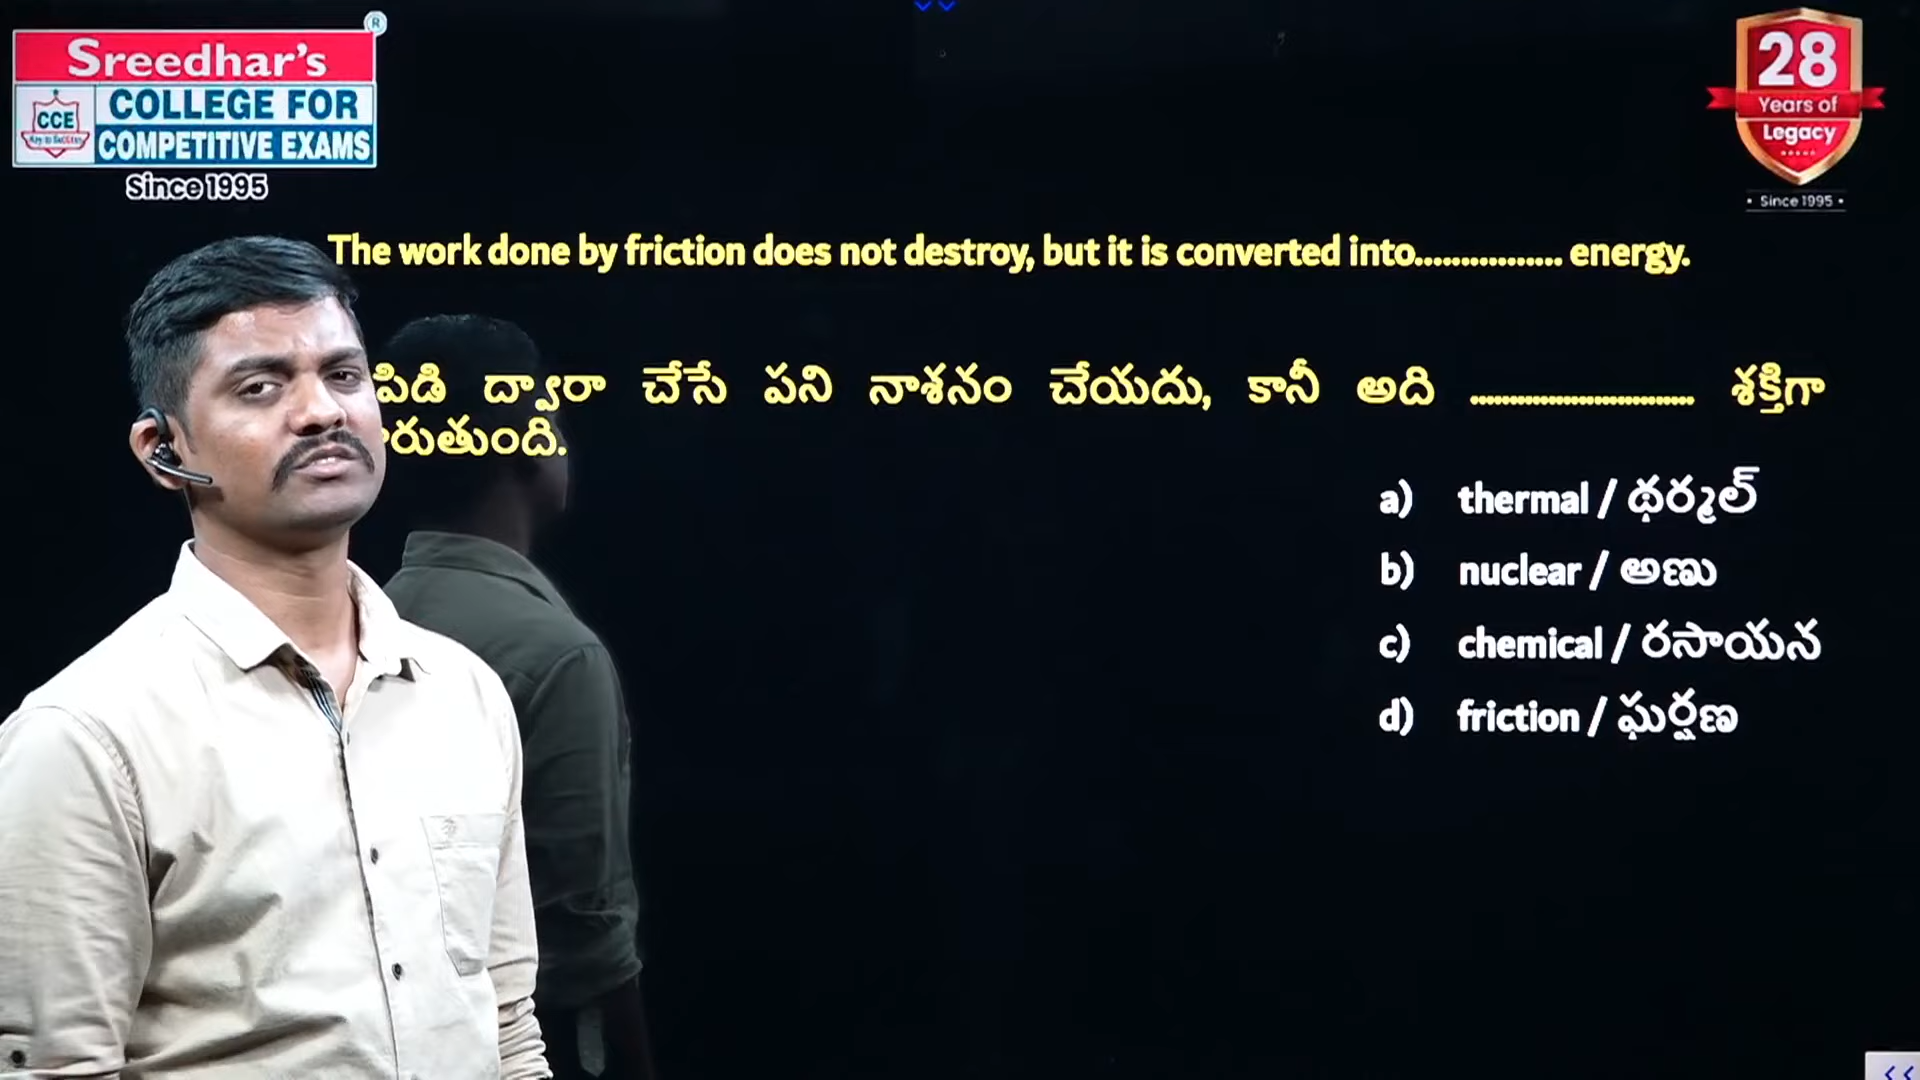 ®
Sreedhar's
CCE
COLLEGE FOR
COMPETITIVE EXAMS
Since 1995
28
Years of
Legacy
• Since 1995 •
The work done by friction does not destroy, but it is converted into................ energy.
ద్వారా చేసే పని నాశనం చేయదు, కానీ అది ............................ శక్తిగా
a) thermal / థర్మల్
b) nuclear / అణు
c) chemical / రసాయన
d) friction / ఘర్షణ